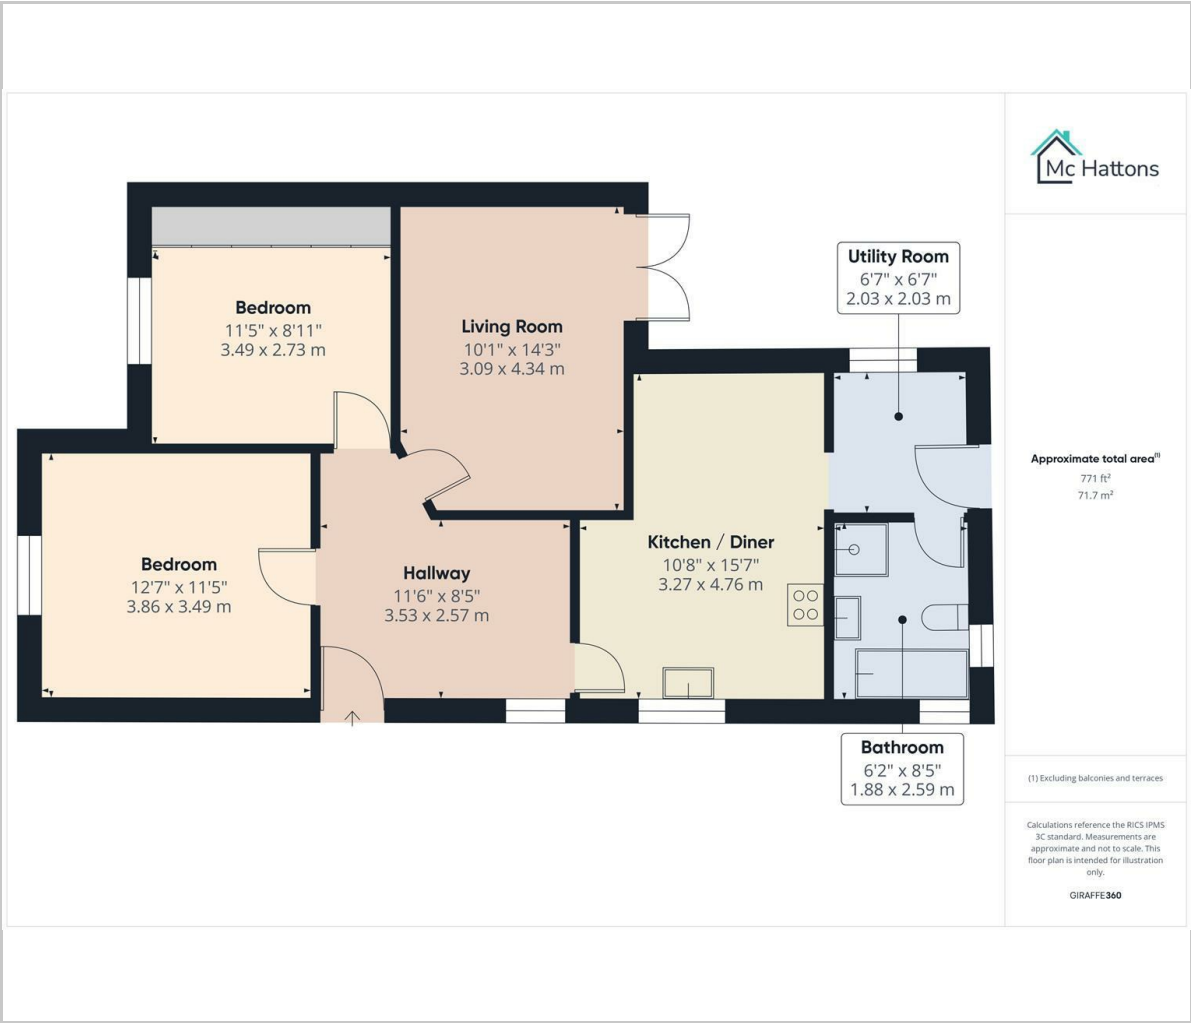 Mc Hattons
Utility Room
6'7" x 6'7"
2.03 x 2.03 m
Bedroom
11'5" x 8'11"
3.49 x 2.73 m
Living Room
10'1" x 14'3"
3.09 x 4.34 m
Approximate total area(1)
771 ft²
71.7 m²
Kitchen / Diner
10'8" x 15'7"
3.27 x 4.76 m
Bedroom
12'7" x 11'5"
3.86 x 3.49 m
Hallway
11'6" x 8'5"
3.53 x 2.57 m
Bathroom
6'2" x 8'5"
1.88 x 2.59 m
(1) Excluding balconies and terraces
Calculations reference the RICS IPMS
3C standard. Measurements are
approximate and not to scale. This
floor plan is intended for illustration
only.
GIRAFFE360